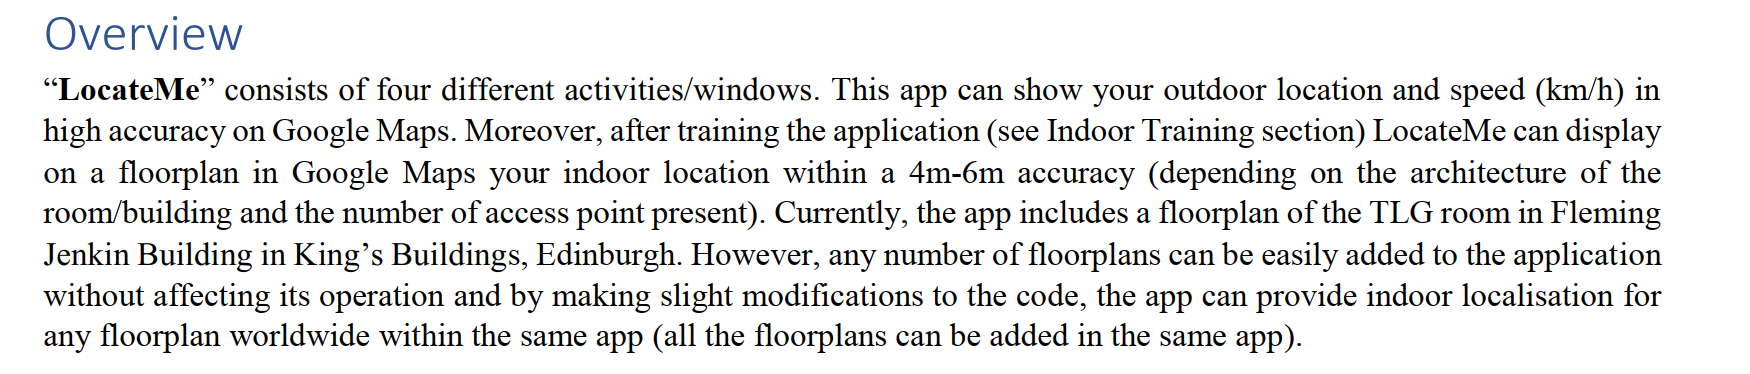 Overview
“LocateMe” consists of four different activities/windows. This app can show your outdoor location and speed (km/h) in
high accuracy on Google Maps. Moreover, after training the application (see Indoor Training section) LocateMe can display
on a floorplan in Google Maps your indoor location within a 4m-6m accuracy (depending on the architecture of the
room/building and the number of access point present). Currently, the app includes a floorplan of the TLG room in Fleming
Jenkin Building in King’s Buildings, Edinburgh. However, any number of floorplans can be easily added to the application
without affecting its operation and by making slight modifications to the code, the app can provide indoor localisation for
any floorplan worldwide within the same app (all the floorplans can be added in the same app).